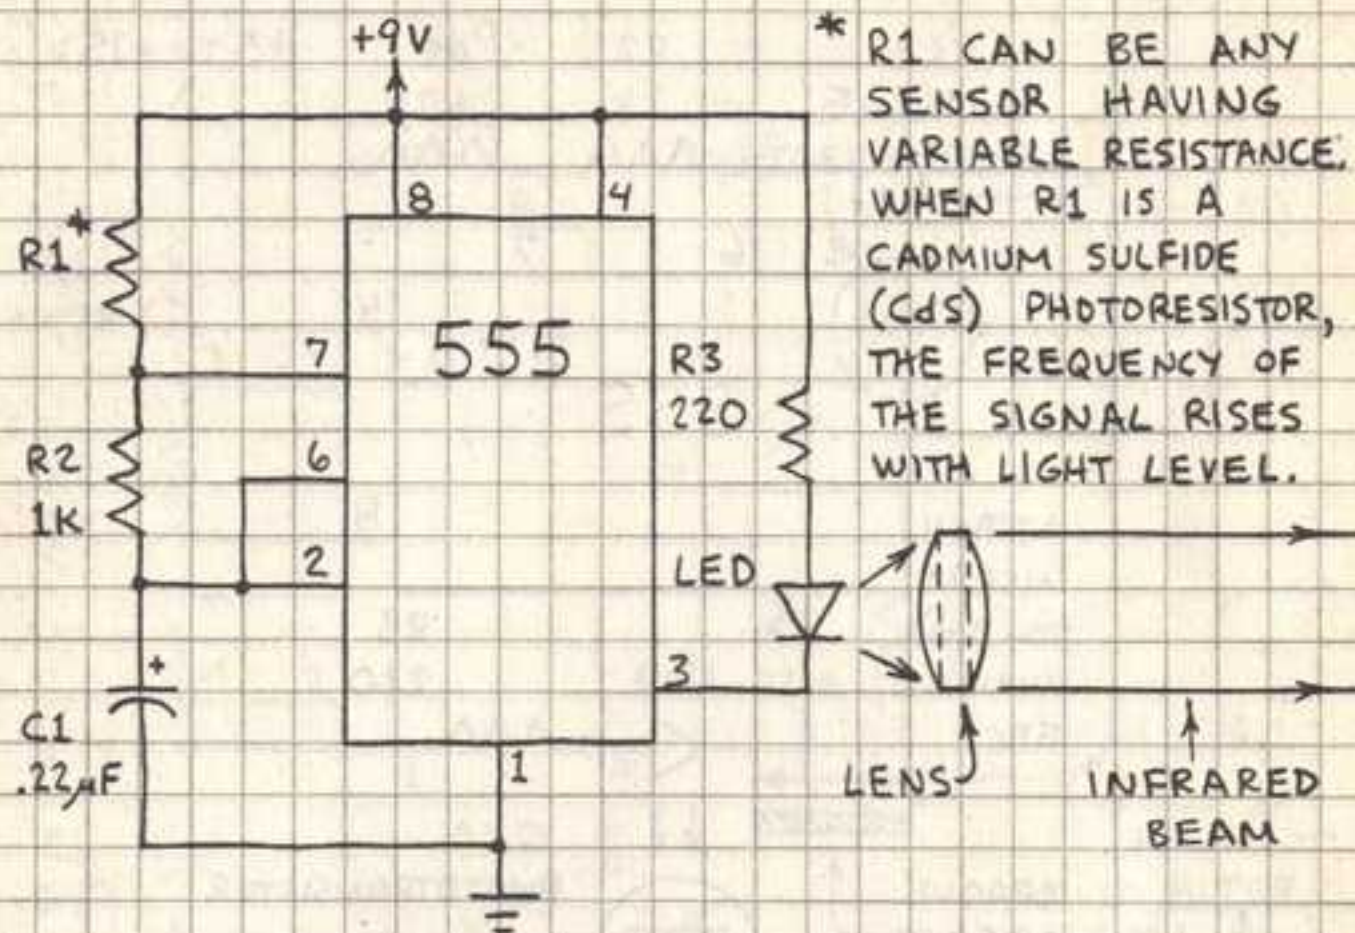 +9V
* R1 CAN BE ANY
SENSOR HAVING
VARIABLE RESISTANCE.
WHEN R1 IS A
CADMIUM SULFIDE
(CdS) PHOTORESISTOR,
THE FREQUENCY OF
THE SIGNAL RISES
WITH LIGHT LEVEL.
8
4
R1*
7
555
R3
220
R2
1K
6
2
LED
+
3
C1
.22µF
1
LENS
INFRARED
BEAM